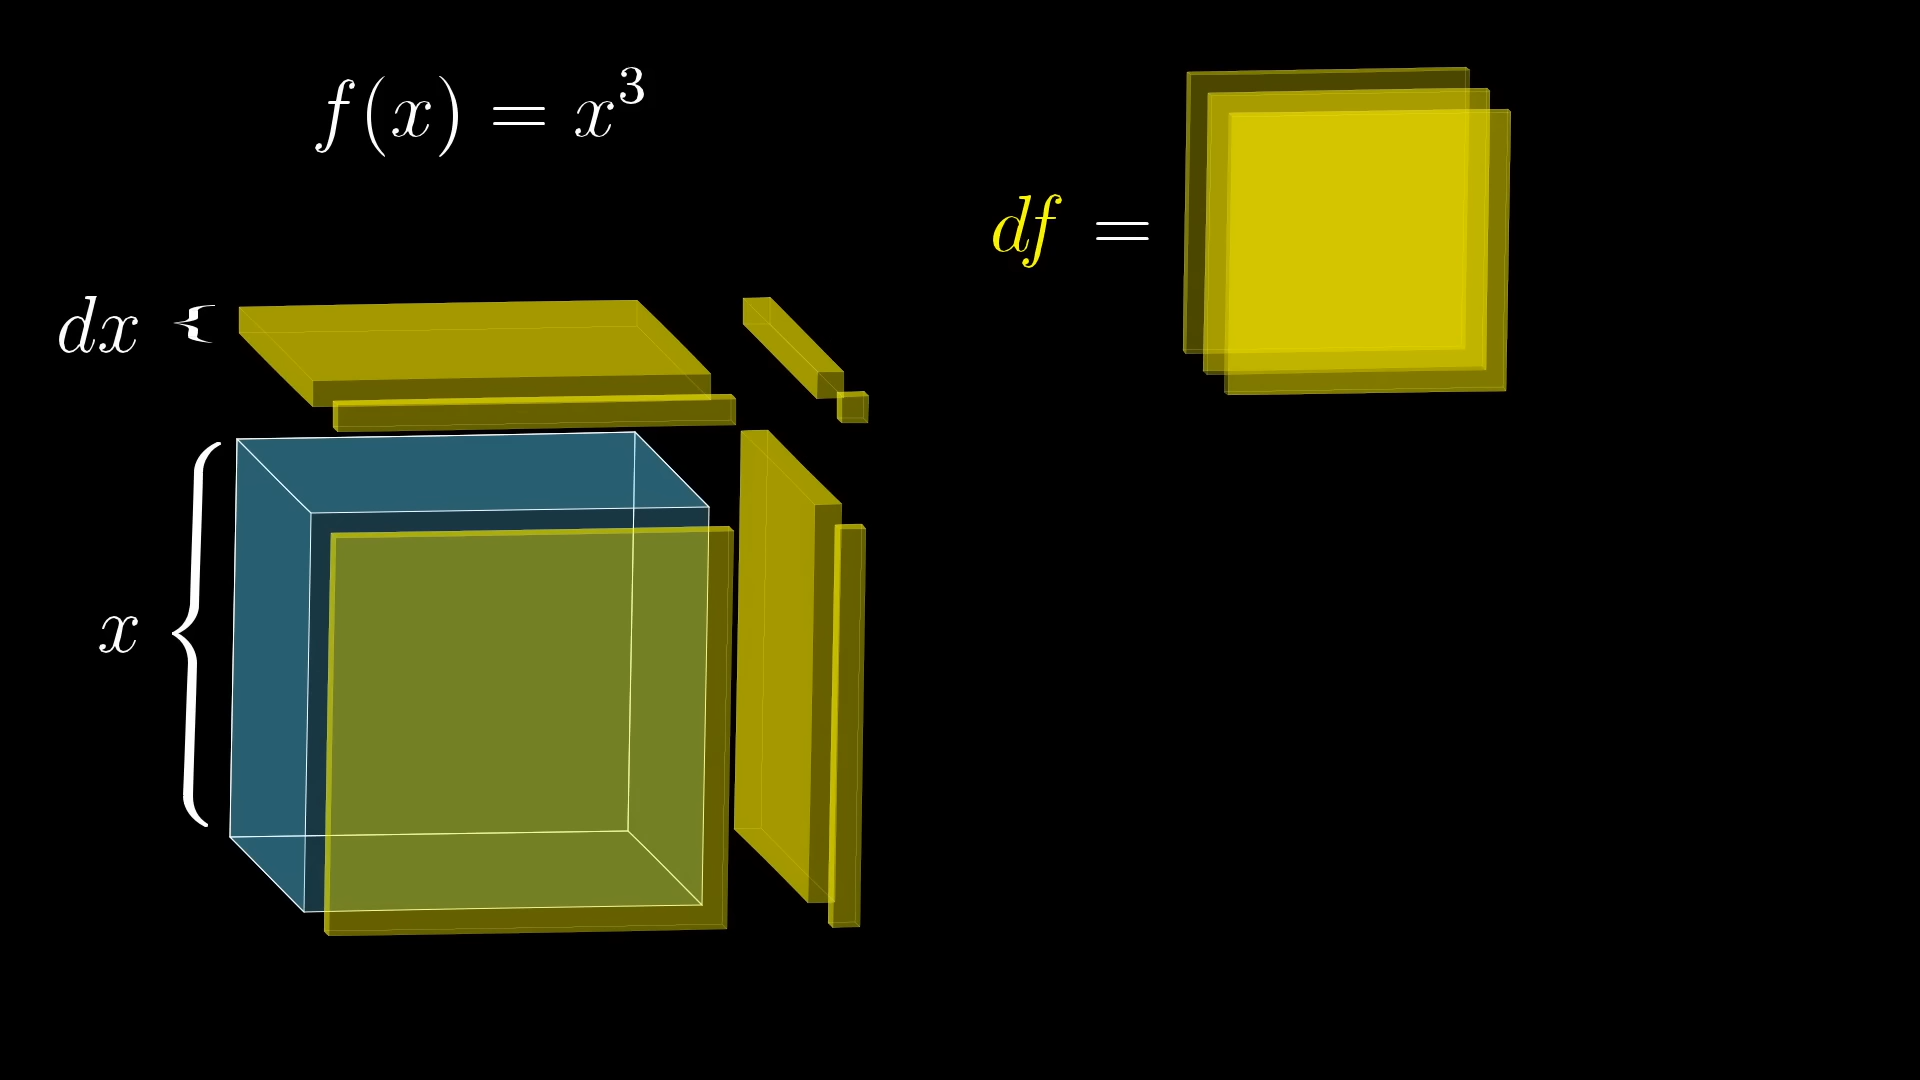 f(x) = x³
df =
dx
x